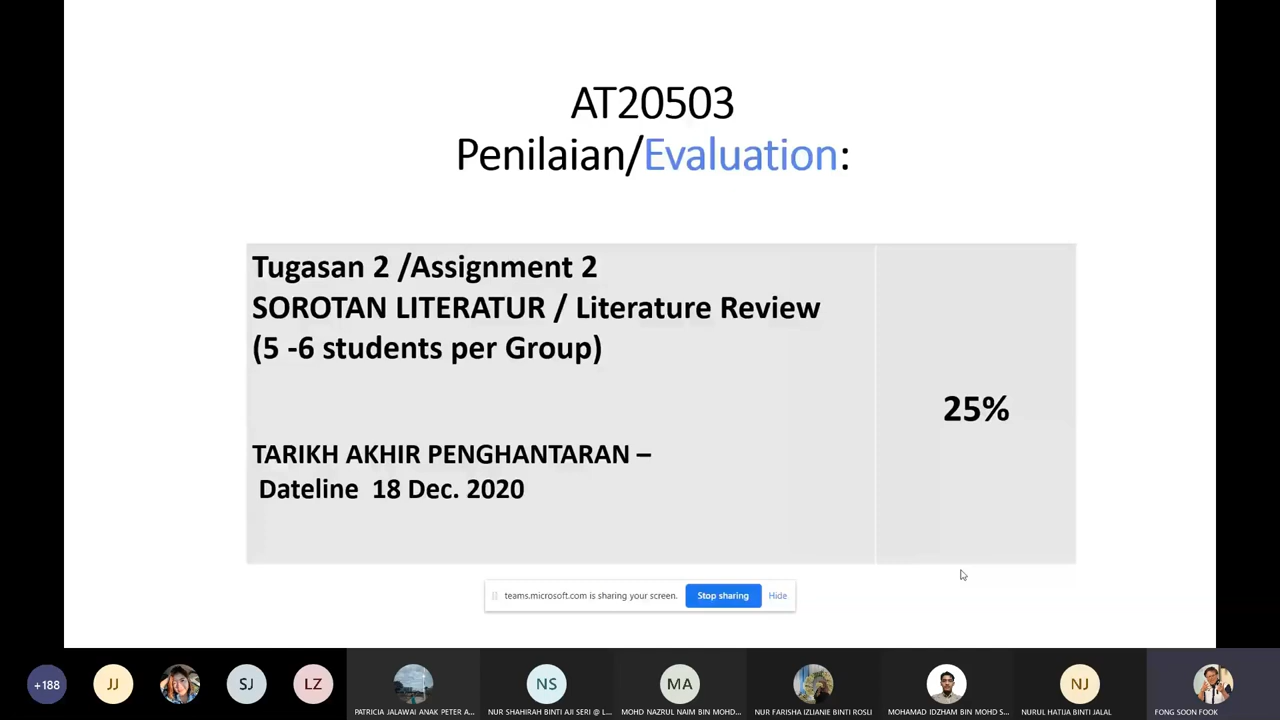 AT20503
Penilaian/Evaluation:
Tugasan 2 /Assignment 2
SOROTAN LITERATUR / Literature Review
(5 -6 students per Group)
25%
TARIKH AKHIR PENGHANTARAN –
Dateline 18 Dec. 2020
teams.microsoft.com is sharing your screen. Stop sharing Hide
+188 JJ SJ LZ NS MA NJ
PATRICIA JALAWAI ANAK PETER A... NUR SHAHIRAH BINTI AJI SERI @ L... MOHD NAZRUL NAIM BIN MOHD... NUR FARISHA IZLIANIE BINTI ROSLI MOHAMAD IDZHAM BIN MOHD S... NURUL HATIJA BINTI JALAL FONG SOON FOOK